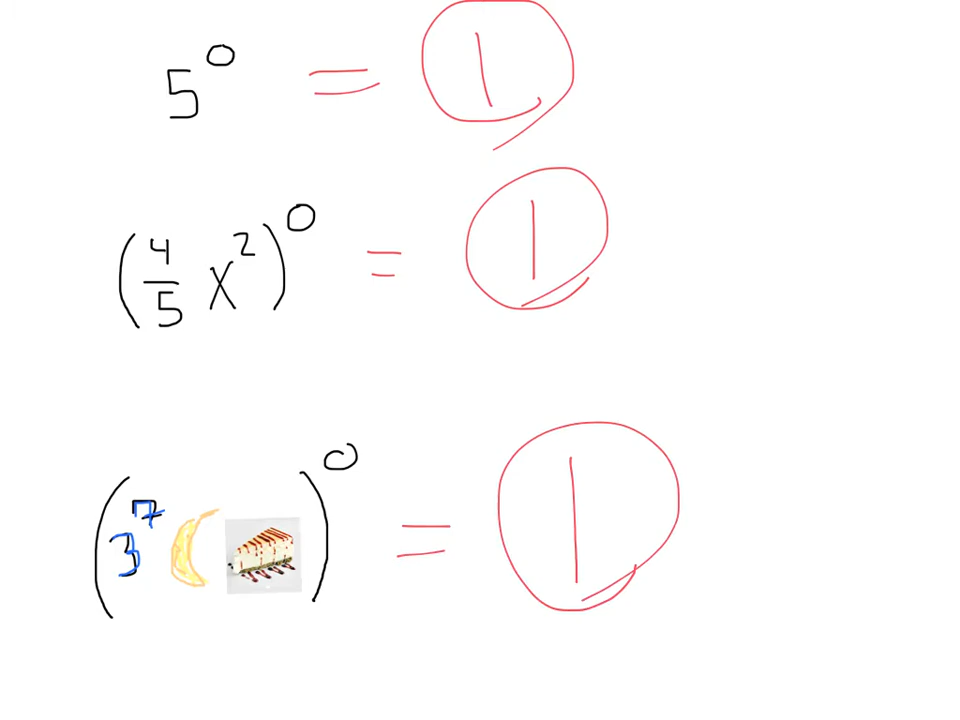 5⁰ = 1
(4/5 x²)⁰ = 1
(3⁷)⁰ = 1